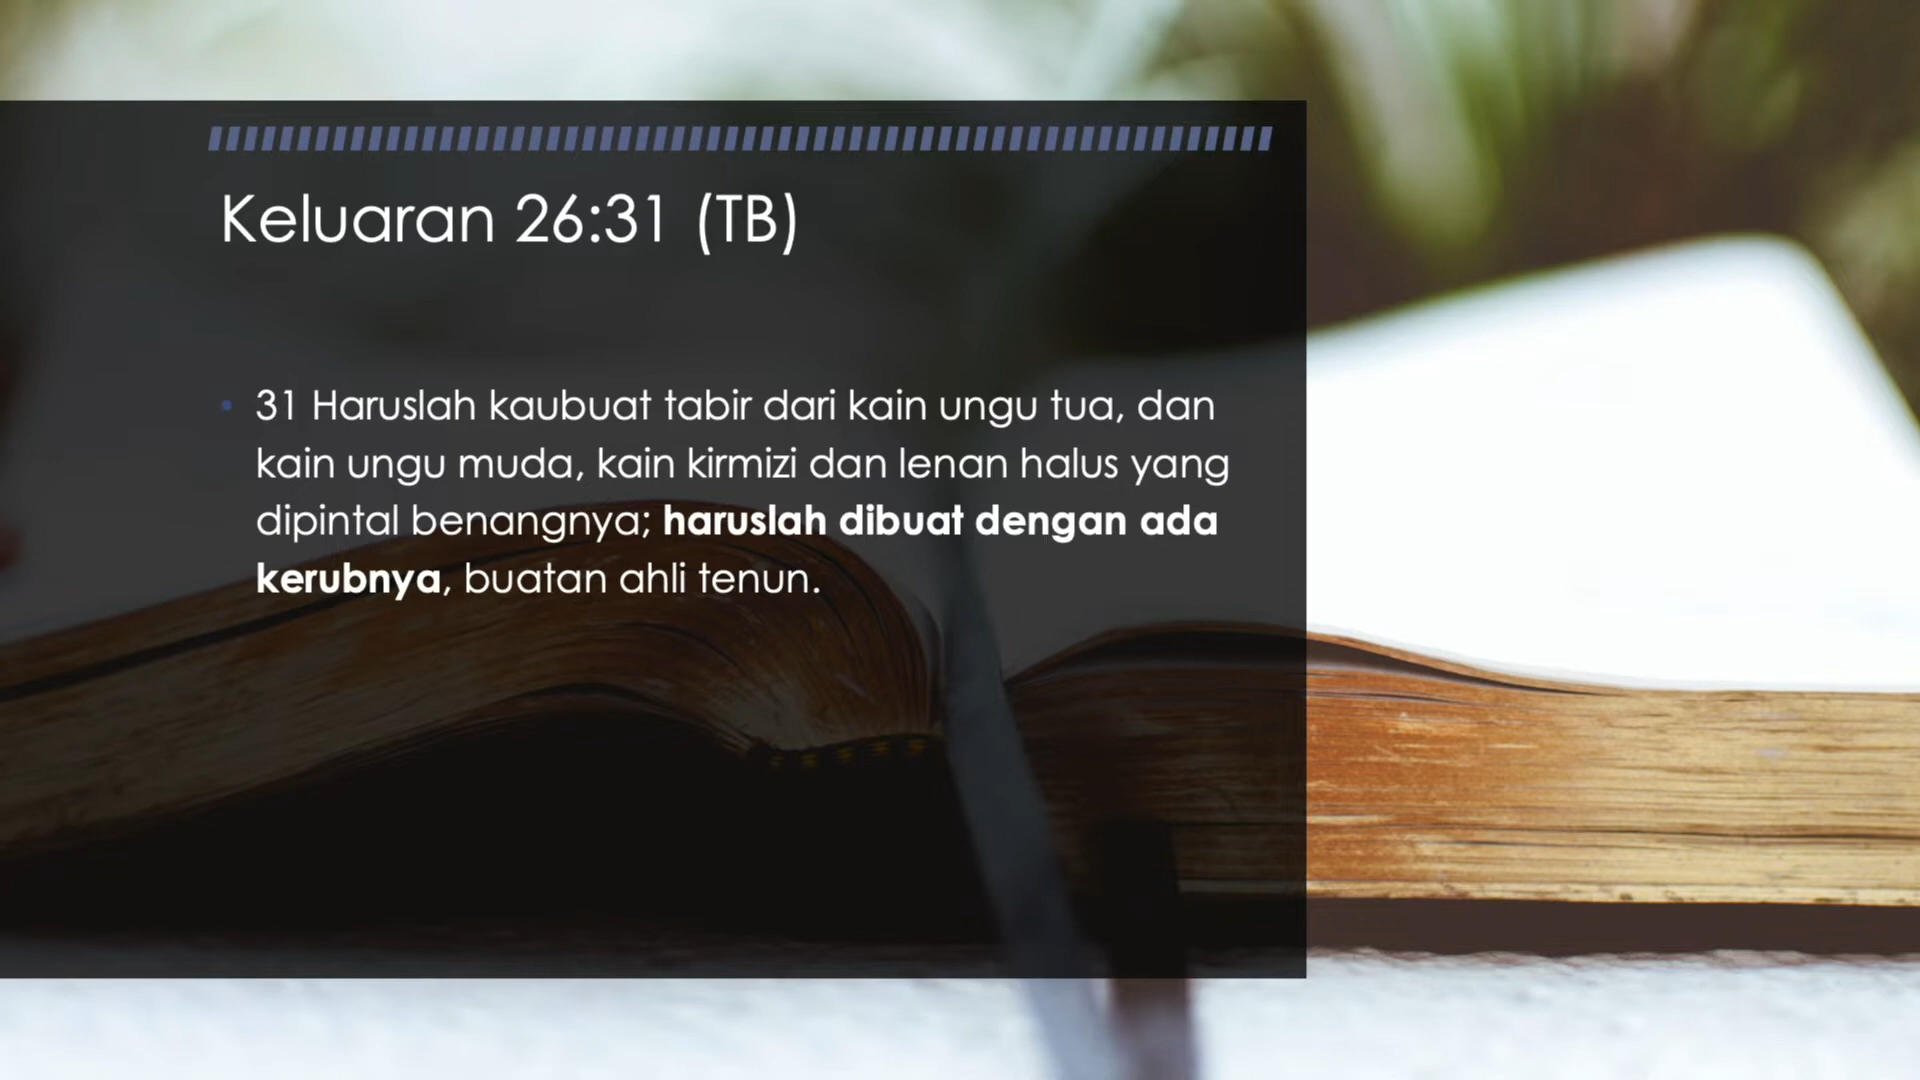 Keluaran 26:31 (TB)
• 31 Haruslah kaubuat tabir dari kain ungu tua, dan
kain ungu muda, kain kirmizi dan lenan halus yang
dipintal benangnya; haruslah dibuat dengan ada
kerubnya, buatan ahli tenun.